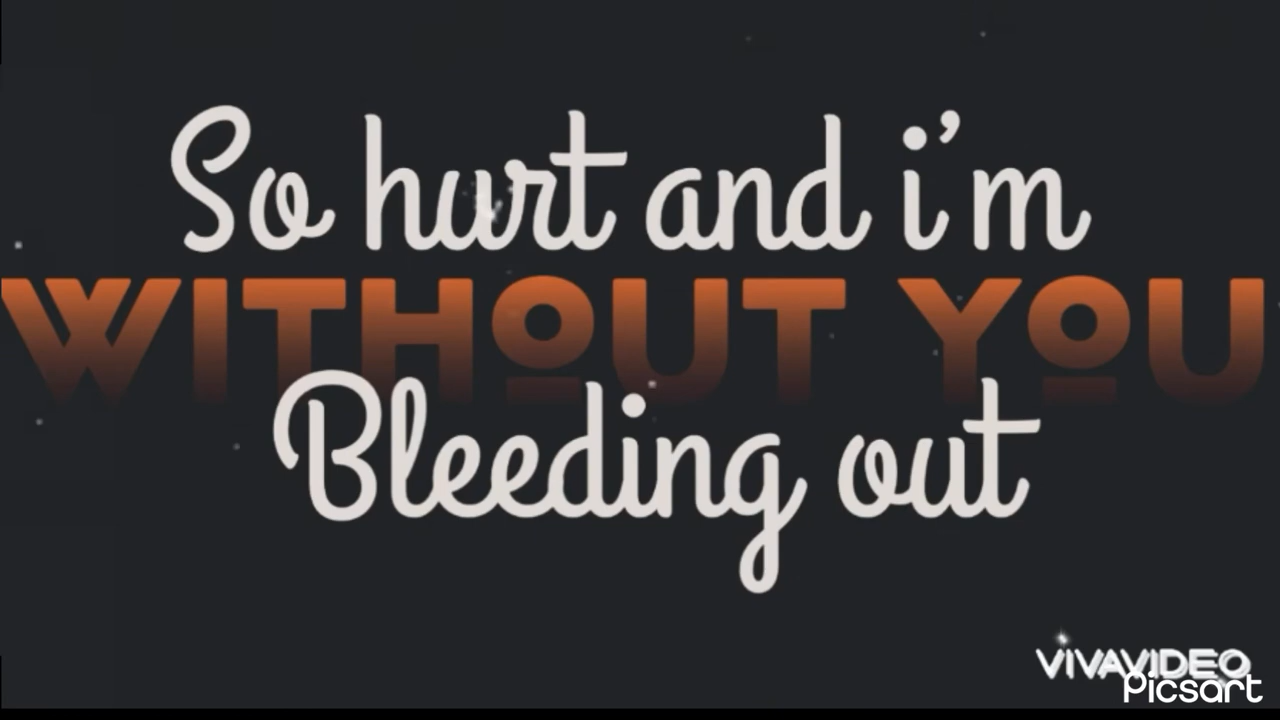 So hurt and i'm
WITHOUT YOU
Bleeding out
VIVAVIDEO
Picsart